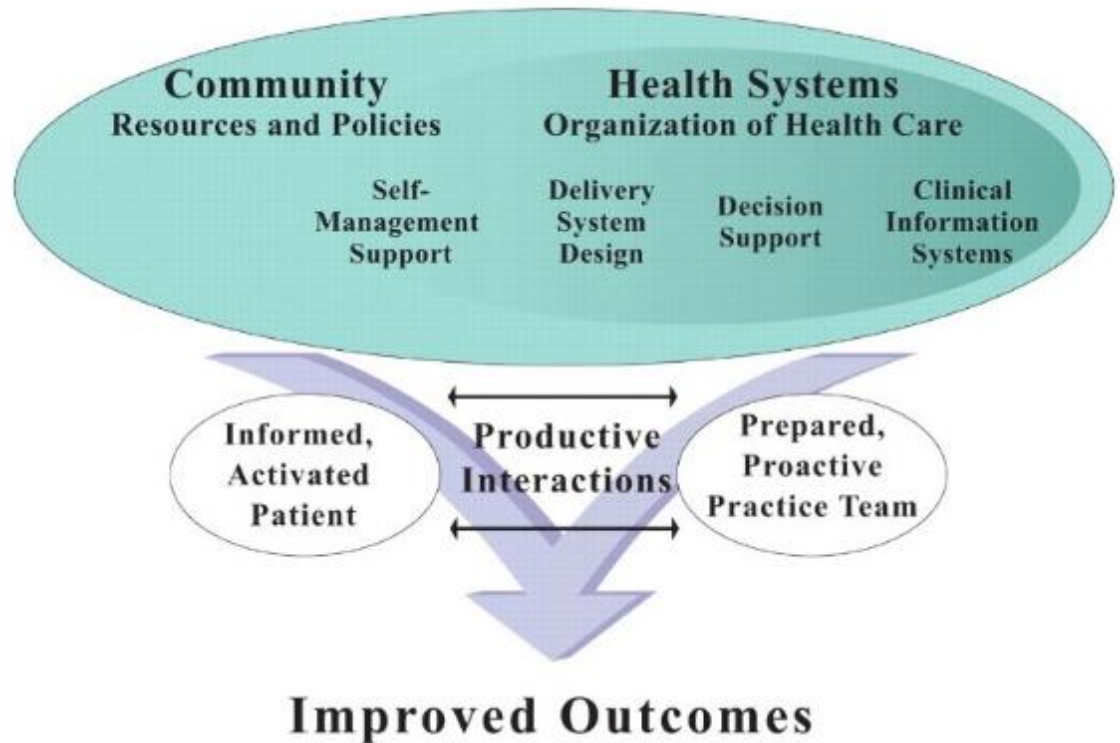 Community
Resources and Policies
Health Systems
Organization of Health Care
Self-
Management
Support
Delivery
System
Design
Decision
Support
Clinical
Information
Systems
Informed,
Activated
Patient
Productive
Interactions
Prepared,
Proactive
Practice Team
Improved Outcomes